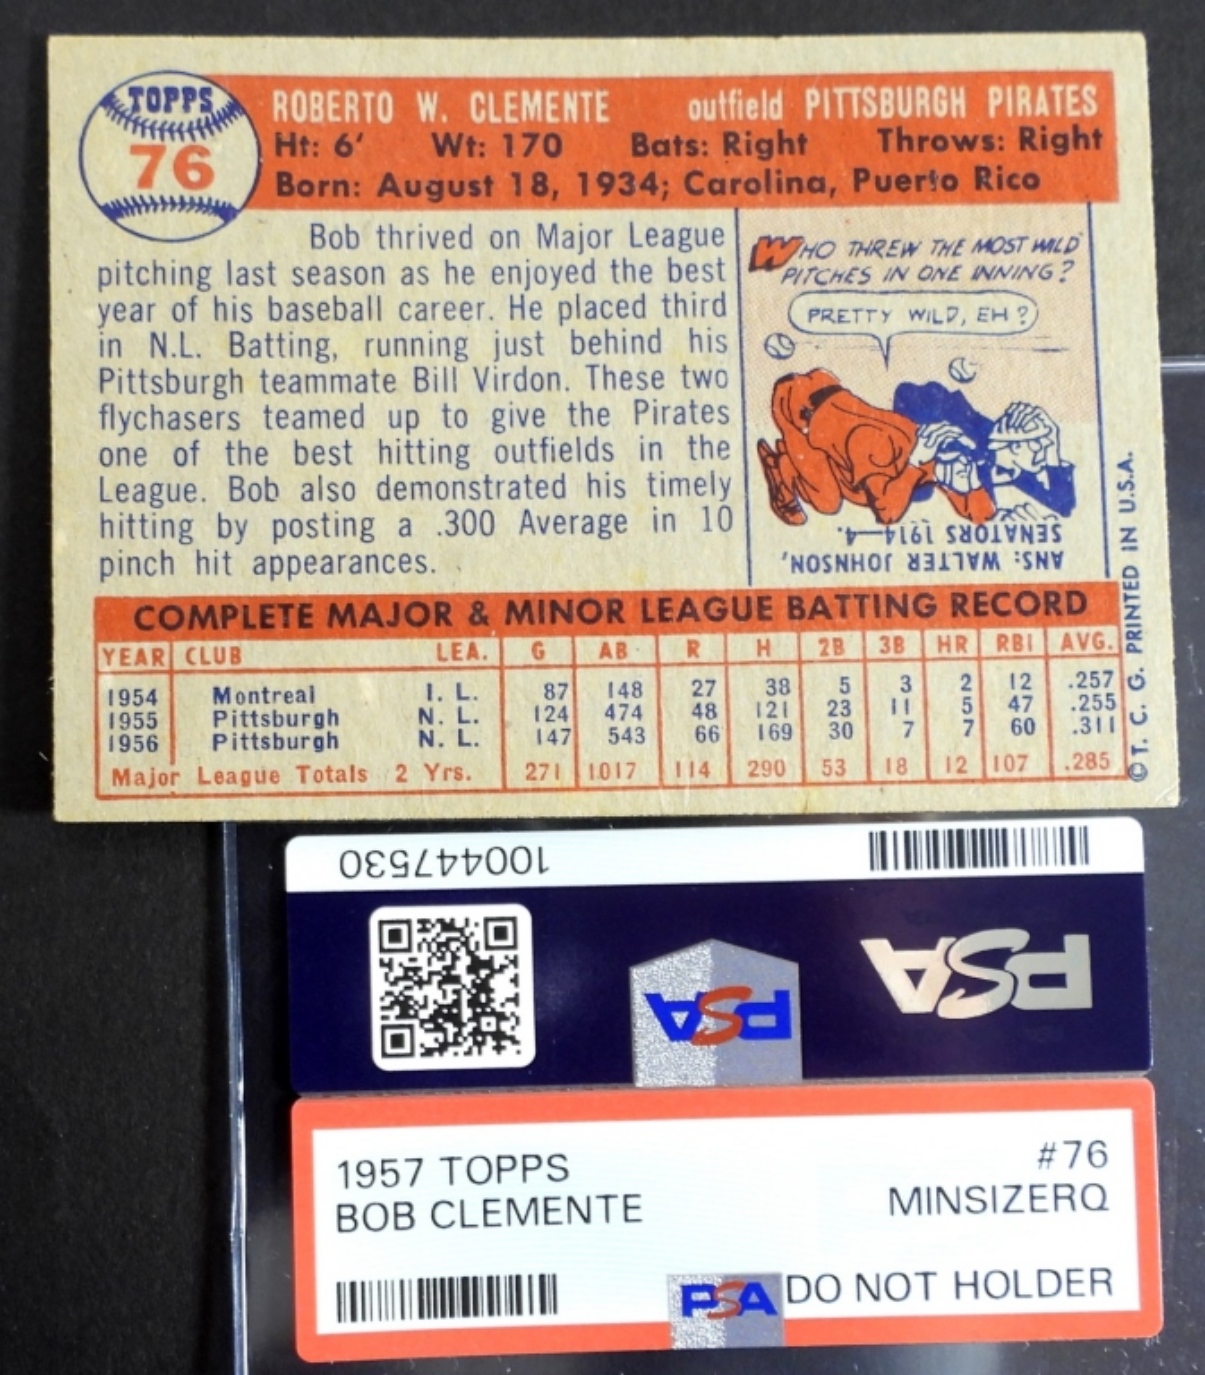 TOPPS
76
ROBERTO W. CLEMENTE outfield PITTSBURGH PIRATES
Ht: 6' Wt: 170 Bats: Right Throws: Right
Born: August 18, 1934; Carolina, Puerto Rico
Bob thrived on Major League
pitching last season as he enjoyed the best
year of his baseball career. He placed third
in N.L. Batting, running just behind his
Pittsburgh teammate Bill Virdon. These two
flychasers teamed up to give the Pirates
one of the best hitting outfields in the
League. Bob also demonstrated his timely
hitting by posting a .300 Average in 10
pinch hit appearances.
WHO THREW THE MOST WILD
PITCHES IN ONE INNING?
PRETTY WILD, EH?
ANS: WALTER JOHNSON,
SENATORS 1914—4.
COMPLETE MAJOR & MINOR LEAGUE BATTING RECORD
YEAR CLUB LEA. G AB R H 2B 3B HR RBI AVG.
1954 Montreal I. L. 87 148 27 38 5 3 2 12 .257
1955 Pittsburgh N. L. 124 474 48 121 23 11 5 47 .255
1956 Pittsburgh N. L. 147 543 66 169 30 7 7 60 .311
Major League Totals 2 Yrs. 271 1017 114 290 53 18 12 107 .285
© T. C. G. PRINTED IN U.S.A.
100447530
PSA
PSA
1957 TOPPS #76
BOB CLEMENTE MINSIZERQ
PSA DO NOT HOLDER